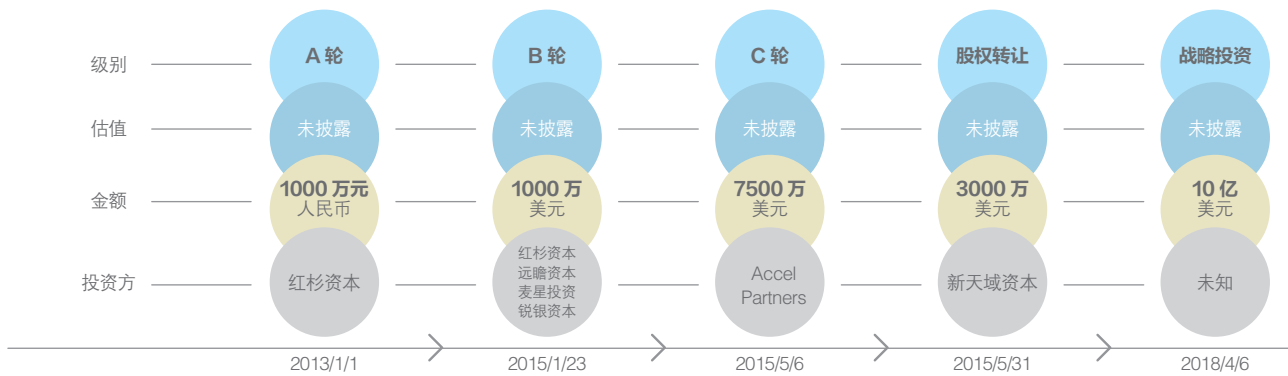 级别
A 轮
B 轮
C 轮
股权转让
战略投资
估值
未披露
未披露
未披露
未披露
未披露
金额
1000 万元
人民币
1000 万
美元
7500 万
美元
3000 万
美元
10 亿
美元
投资方
红杉资本
红杉资本
远瞻资本
麦星投资
锐银资本
Accel
Partners
新天域资本
未知
2013/1/1
2015/1/23
2015/5/6
2015/5/31
2018/4/6